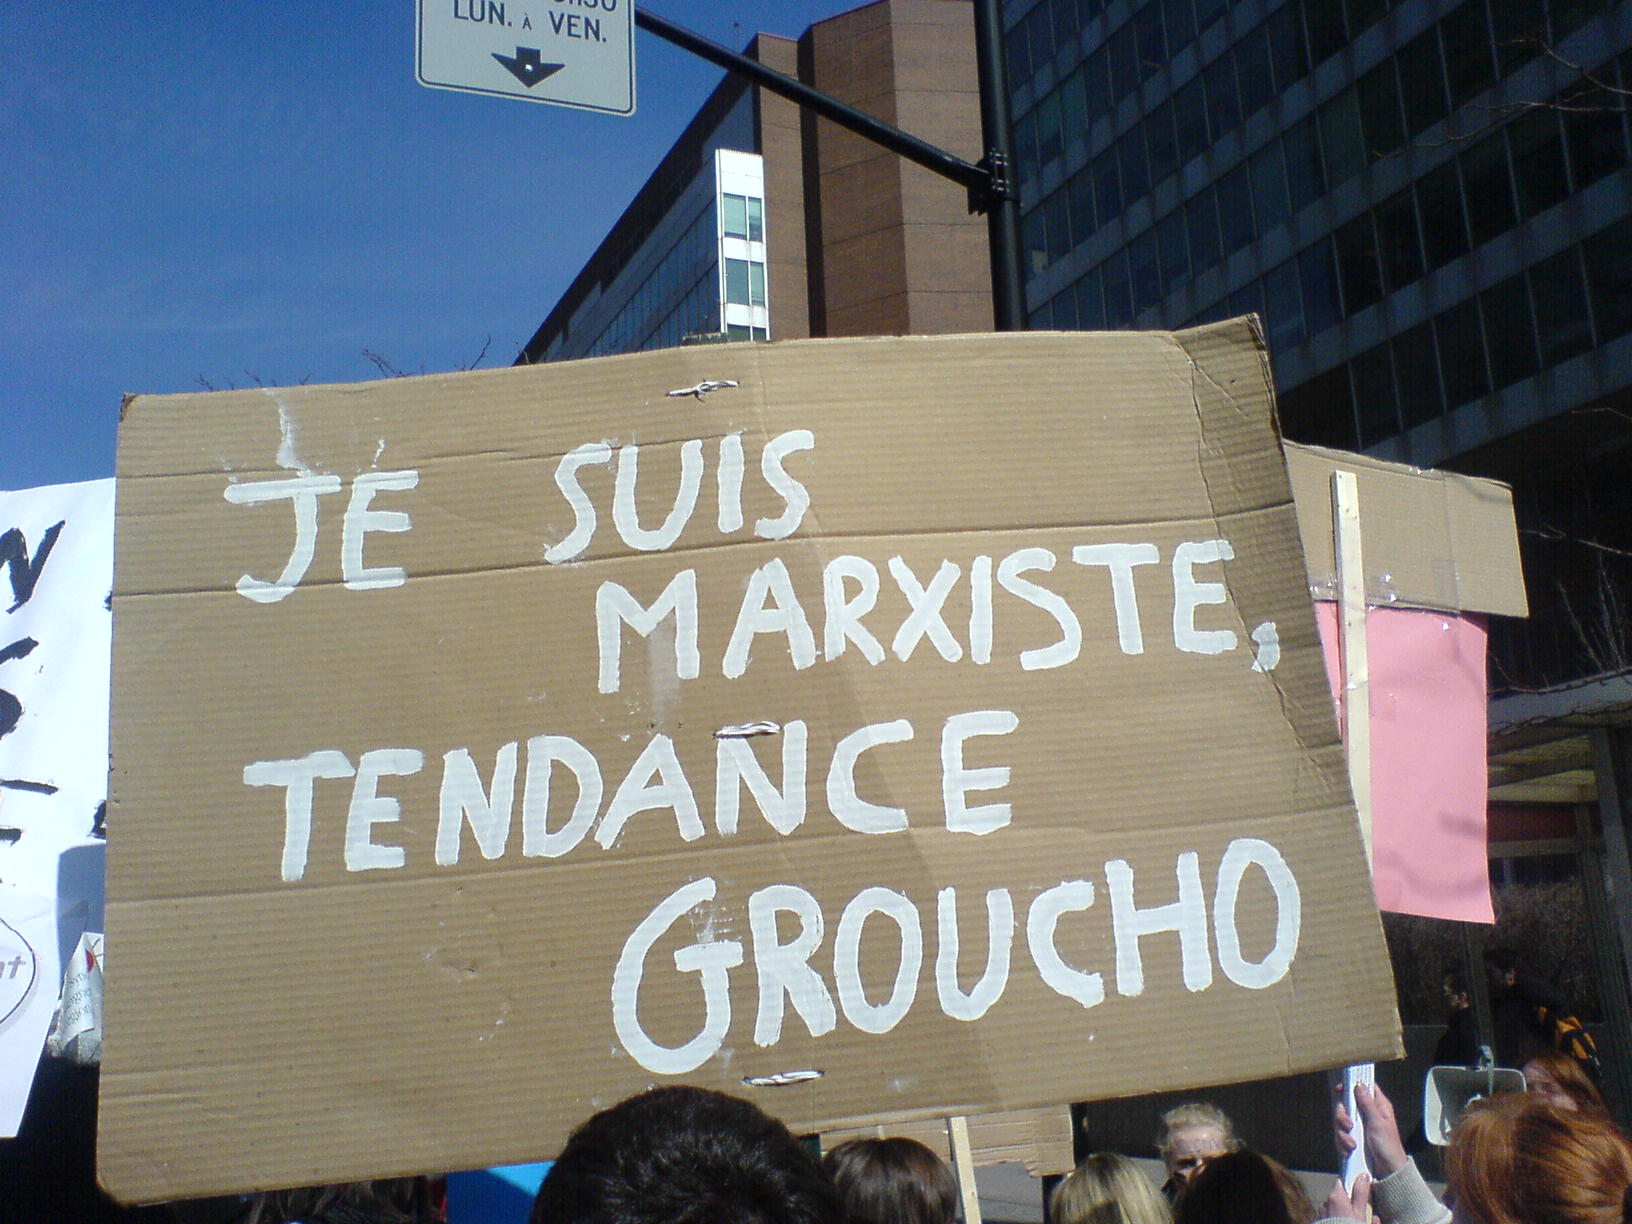 LUN. À VEN.
JE SUIS
MARXISTE,
TENDANCE
GROUCHO